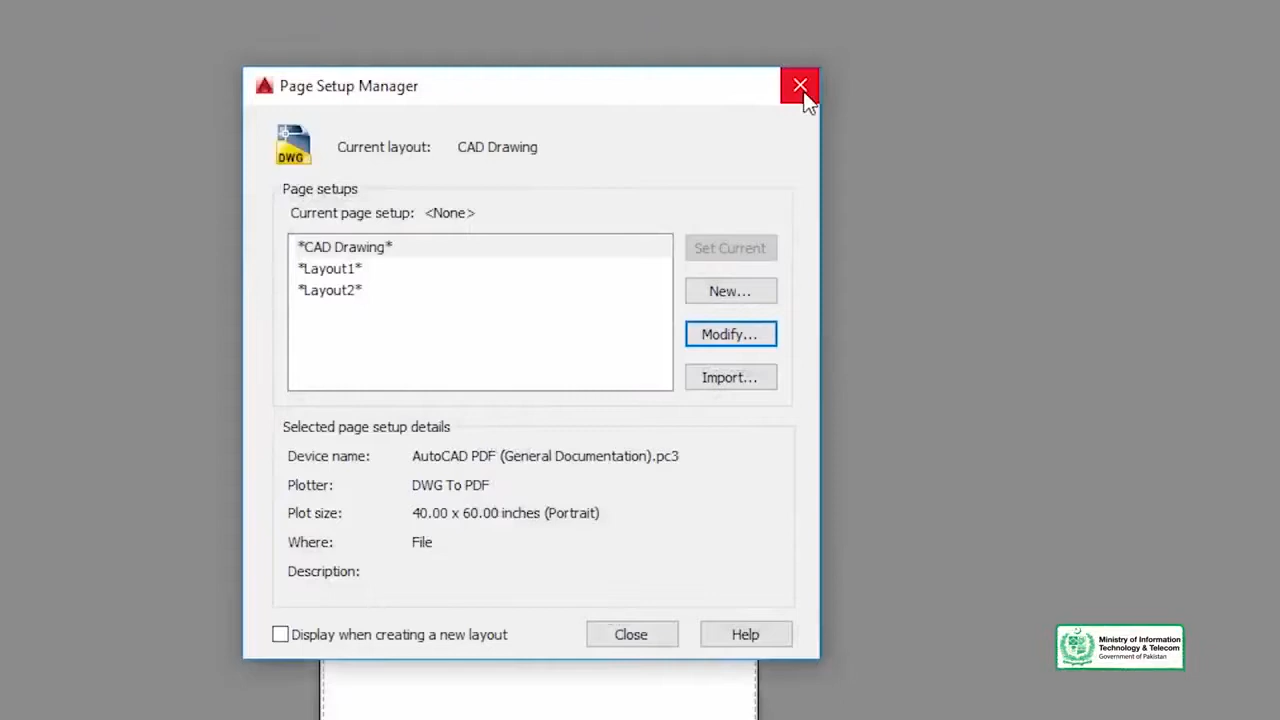 Page Setup Manager
DWG
Current layout: CAD Drawing
Page setups
Current page setup: <None>
*CAD Drawing*
*Layout1*
*Layout2*
Set Current
New...
Modify...
Import...
Selected page setup details
Device name: AutoCAD PDF (General Documentation).pc3
Plotter: DWG To PDF
Plot size: 40.00 x 60.00 inches (Portrait)
Where: File
Description:
Display when creating a new layout
Close
Help
Ministry of Information
Technology & Telecom
Government of Pakistan